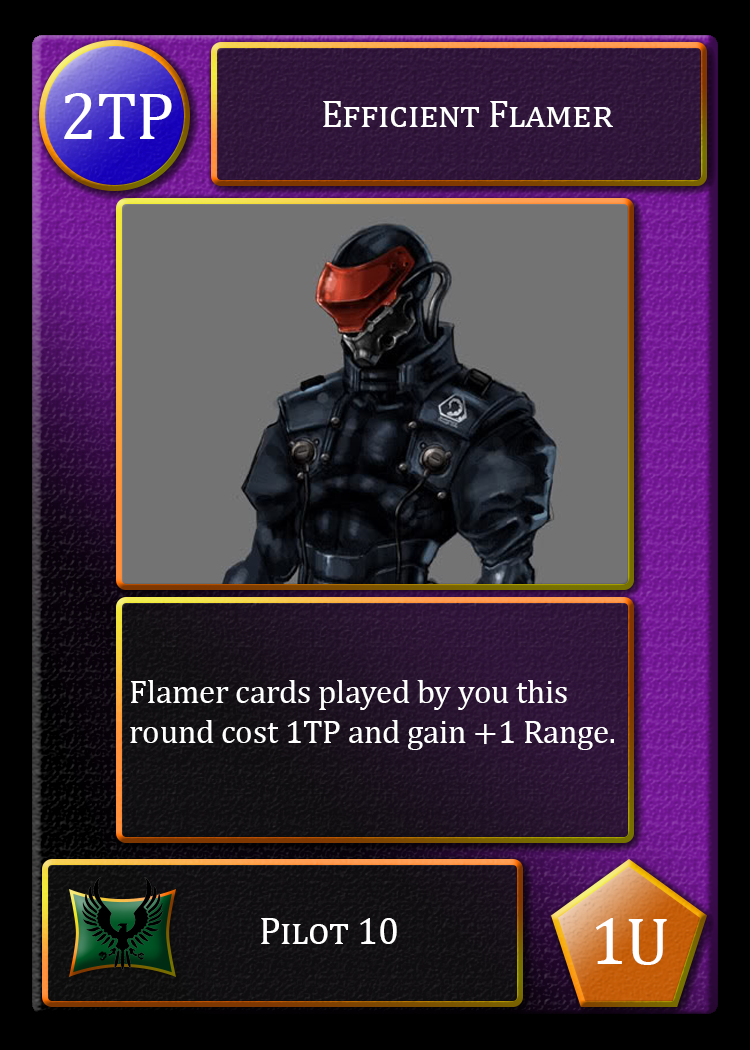 2TP
Efficient Flamer
Flamer cards played by you this
round cost 1TP and gain +1 Range.
Pilot 10
1U